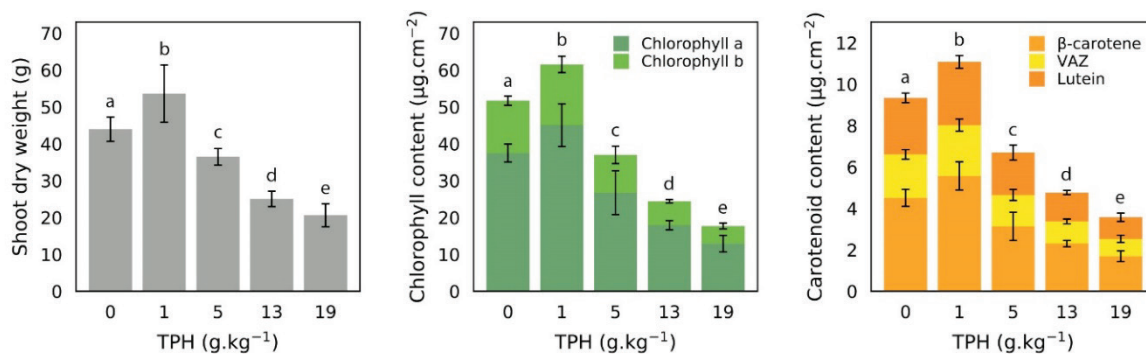 Shoot dry weight (g)
70
60
50
40
30
20
10
0
a
b
c
d
e
0 1 5 13 19
TPH (g.kg⁻¹)
Chlorophyll content (µg.cm⁻²)
70
60
50
40
30
20
10
0
Chlorophyll a
Chlorophyll b
a
b
c
d
e
0 1 5 13 19
TPH (g.kg⁻¹)
Carotenoid content (µg.cm⁻²)
12
10
8
6
4
2
0
β-carotene
VAZ
Lutein
a
b
c
d
e
0 1 5 13 19
TPH (g.kg⁻¹)